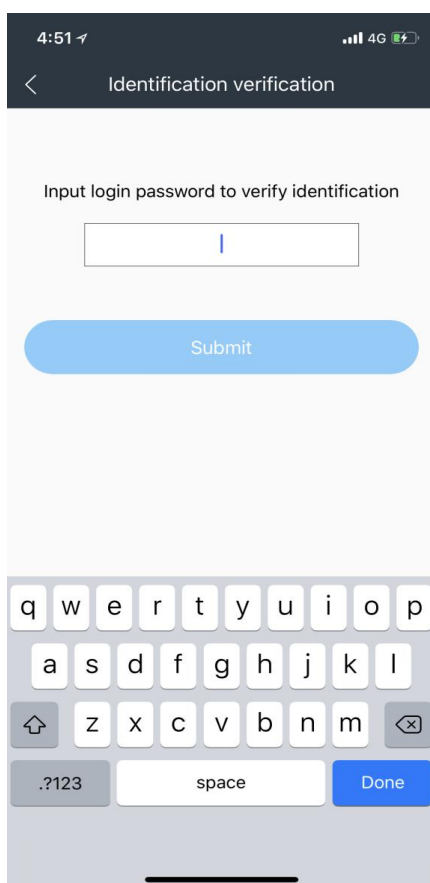 4:51 4G
Identification verification
Input login password to verify identification
Submit
q w e r t y u i o p
a s d f g h j k l
z x c v b n m
.?123 space Done